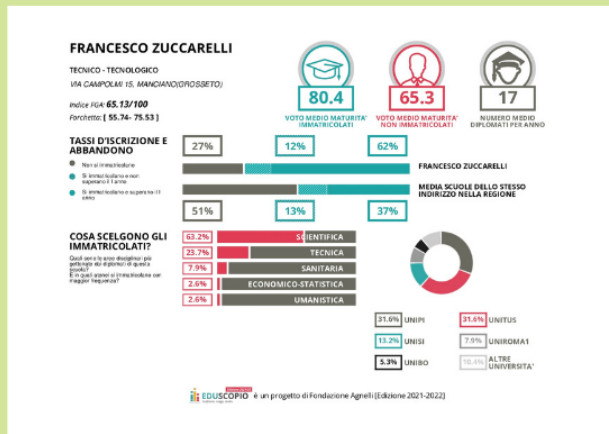 FRANCESCO ZUCCARELLI
TECNICO - TECNOLOGICO
VIA CAMPOLMI 15, MANCIANO(GROSSETO)
Indice FGA: 65.13/100
Forchetta: [ 55.74- 75.53 ]
80.4
VOTO MEDIO MATURITA'
IMMATRICOLATI
65.3
VOTO MEDIO MATURITA'
NON IMMATRICOLATI
17
NUMERO MEDIO
DIPLOMATI PER ANNO
TASSI D'ISCRIZIONE E
ABBANDONO
Non si immatricolano
Si immatricolano e non
superano il I anno
Si immatricolano e superano il I
anno
27%
12%
62%
FRANCESCO ZUCCARELLI
MEDIA SCUOLE DELLO STESSO
INDIRIZZO NELLA REGIONE
51%
13%
37%
COSA SCELGONO GLI
IMMATRICOLATI?
Quali sono le aree disciplinari più
gettonate dai diplomati di questa
scuola?
E in quali atenei si immatricolano con
maggior frequenza?
63.2% SCIENTIFICA
23.7% TECNICA
7.9% SANITARIA
2.6% ECONOMICO-STATISTICA
2.6% UMANISTICA
31.6% UNIPI
31.6% UNITUS
13.2% UNISI
7.9% UNIROMA1
5.3% UNIBO
ALTRE
UNIVERSITA'
EDUSCOPIO è un progetto di Fondazione Agnelli [Edizione 2021-2022]